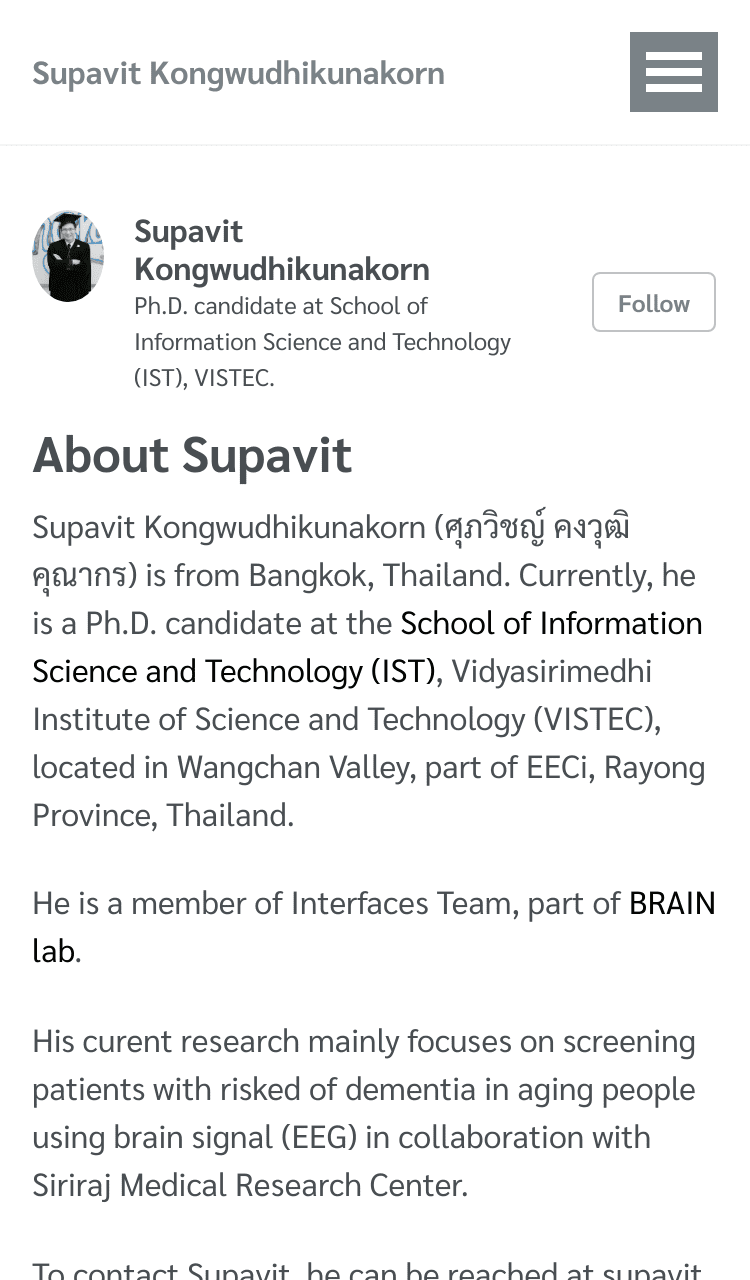 Supavit Kongwudhikunakorn
Supavit
Kongwudhikunakorn
Ph.D. candidate at School of
Information Science and Technology
(IST), VISTEC.
Follow
About Supavit
Supavit Kongwudhikunakorn (ศุภวิชญ์ คงวุฒิ
คุณากร) is from Bangkok, Thailand. Currently, he
is a Ph.D. candidate at the School of Information
Science and Technology (IST), Vidyasirimedhi
Institute of Science and Technology (VISTEC),
located in Wangchan Valley, part of EECi, Rayong
Province, Thailand.
He is a member of Interfaces Team, part of BRAIN
lab.
His curent research mainly focuses on screening
patients with risked of dementia in aging people
using brain signal (EEG) in collaboration with
Siriraj Medical Research Center.
To contact Supavit, he can be reached at supavit